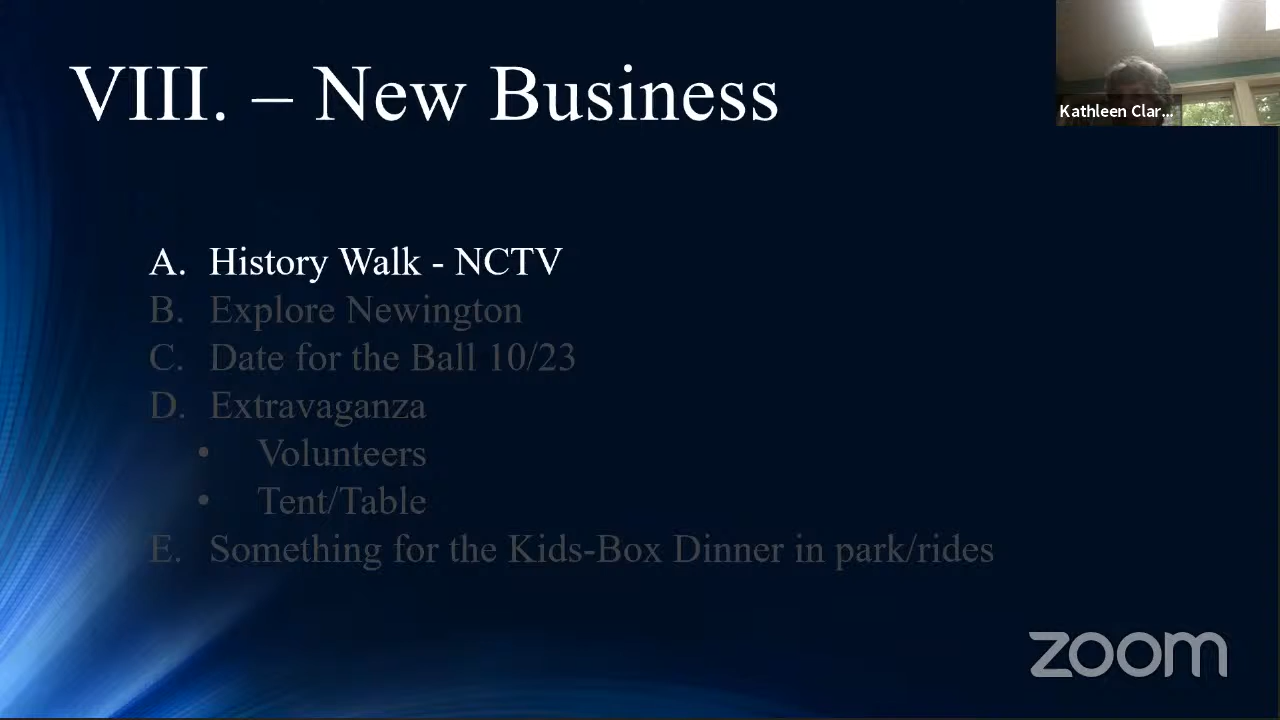 VIII. – New Business
Kathleen Clar...
A. History Walk - NCTV
B. Explore Newington
C. Date for the Ball 10/23
D. Extravaganza
• Volunteers
• Tent/Table
E. Something for the Kids-Box Dinner in park/rides
zoom